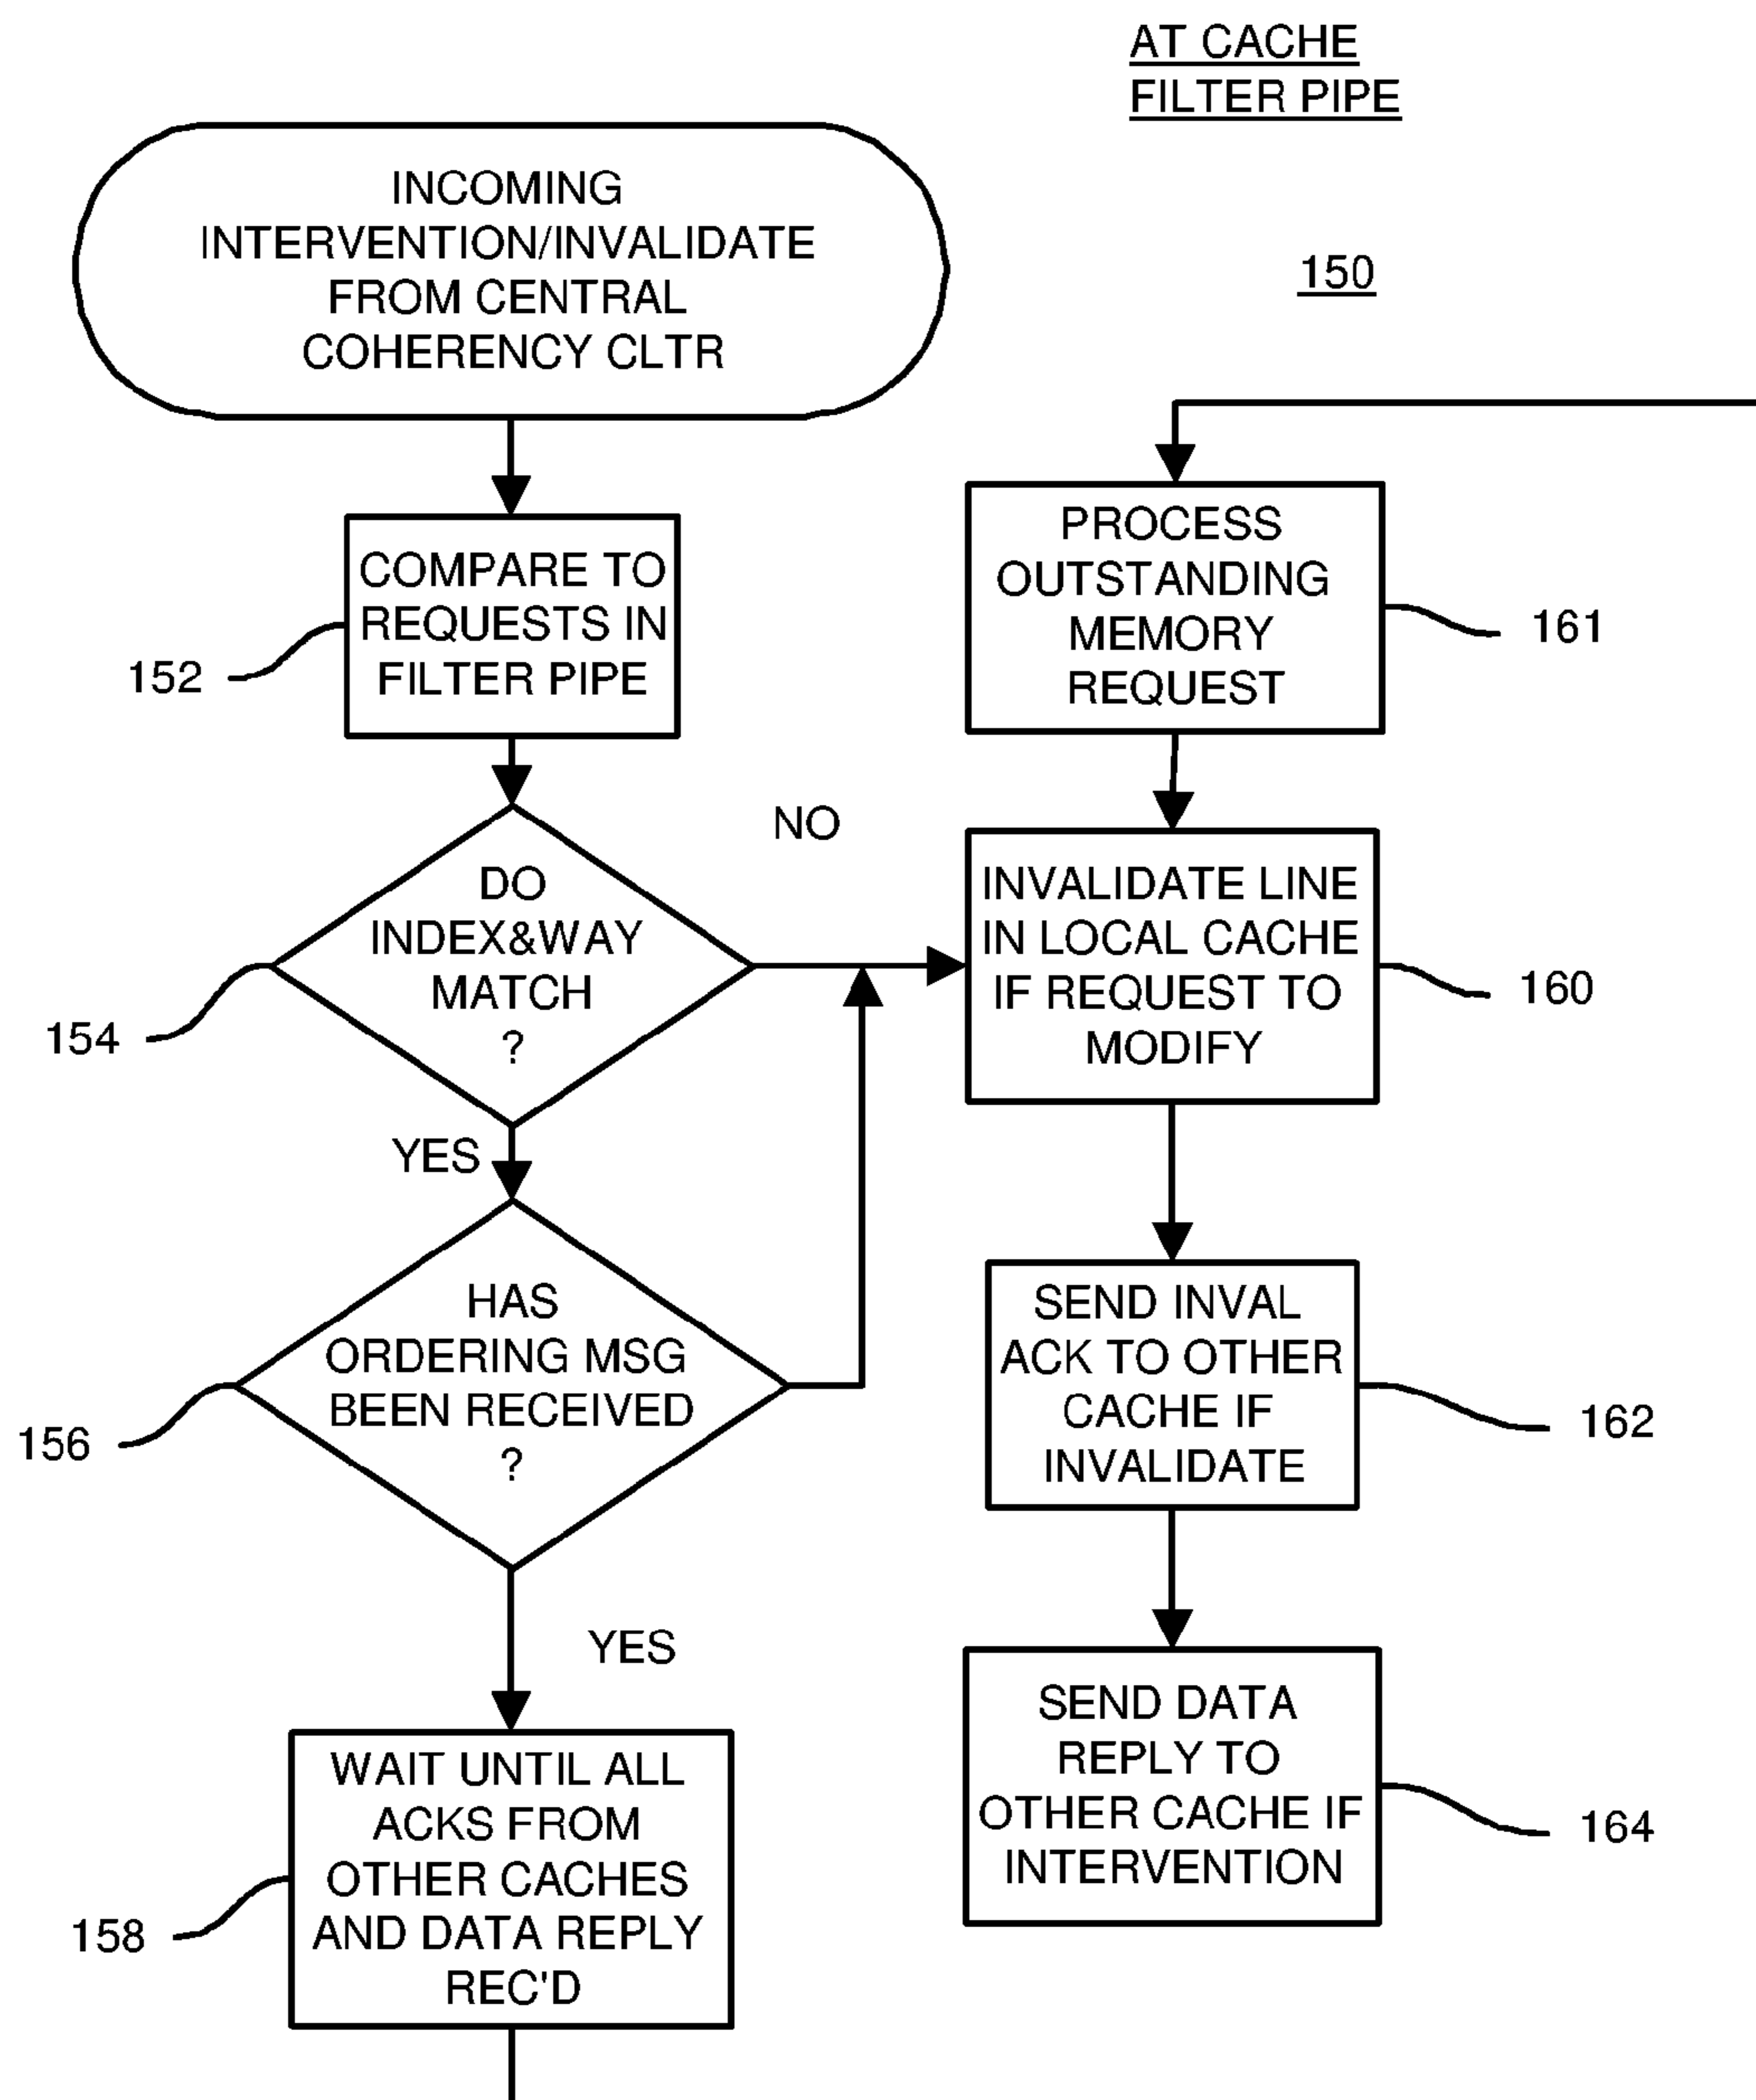 AT CACHE
FILTER PIPE
150
INCOMING
INTERVENTION/INVALIDATE
FROM CENTRAL
COHERENCY CLTR
COMPARE TO
REQUESTS IN
FILTER PIPE
152
DO
INDEX&WAY
MATCH
?
154
NO
YES
HAS
ORDERING MSG
BEEN RECEIVED
?
156
YES
WAIT UNTIL ALL
ACKS FROM
OTHER CACHES
AND DATA REPLY
REC'D
158
PROCESS
OUTSTANDING
MEMORY
REQUEST
161
INVALIDATE LINE
IN LOCAL CACHE
IF REQUEST TO
MODIFY
160
SEND INVAL
ACK TO OTHER
CACHE IF
INVALIDATE
162
SEND DATA
REPLY TO
OTHER CACHE IF
INTERVENTION
164